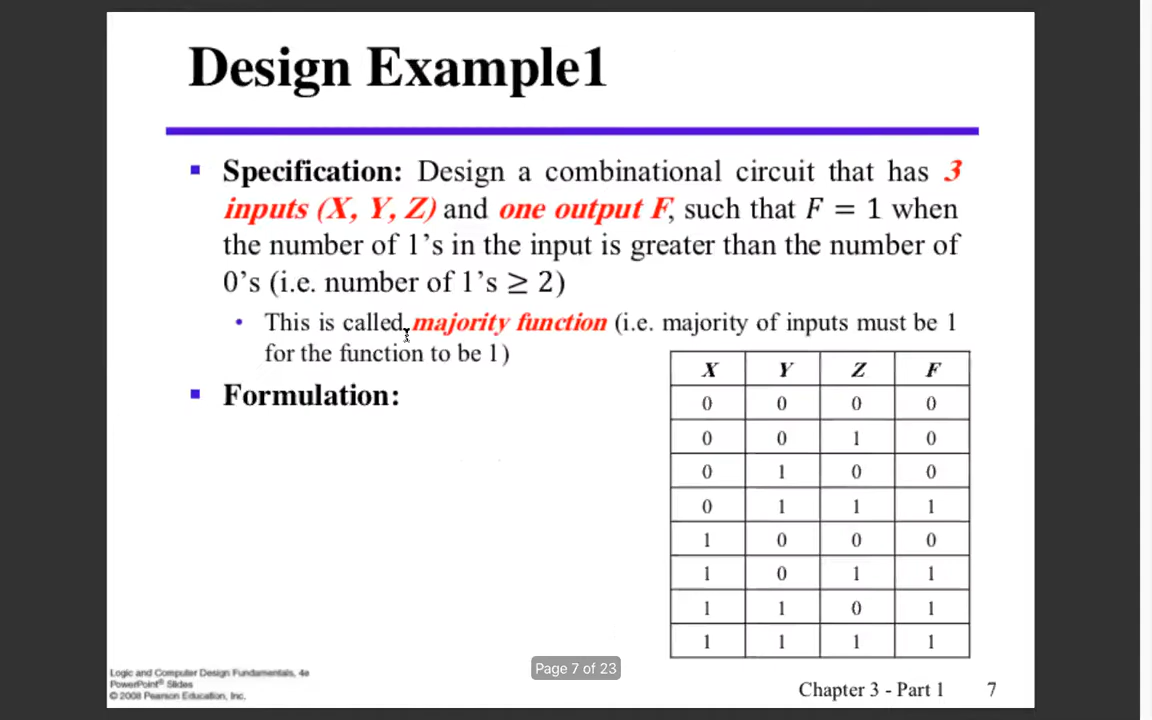 Design Example1
Specification: Design a combinational circuit that has 3
inputs (X, Y, Z) and one output F, such that F = 1 when
the number of 1's in the input is greater than the number of
0's (i.e. number of 1's ≥ 2)
This is called majority function (i.e. majority of inputs must be 1
for the function to be 1)
Formulation:
X Y Z F
0 0 0 0
0 0 1 0
0 1 0 0
0 1 1 1
1 0 0 0
1 0 1 1
1 1 0 1
1 1 1 1
Page 7 of 23
Logic and Computer Design Fundamentals, 4e
PowerPoint® Slides
© 2008 Pearson Education, Inc.
Chapter 3 - Part 1 7